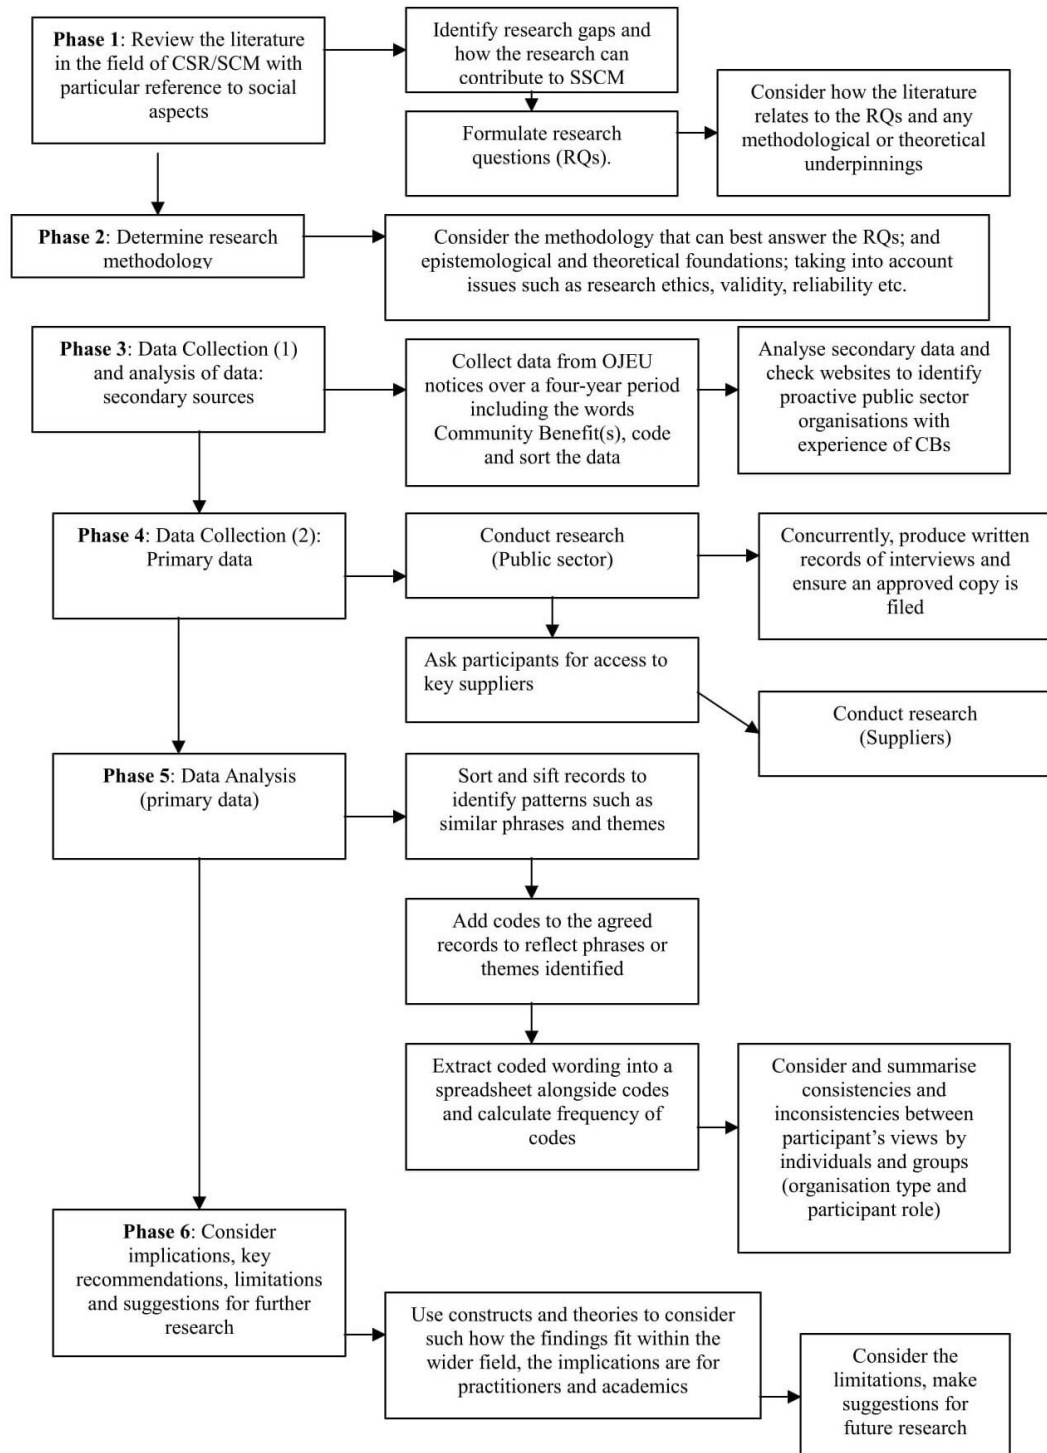 Phase 1: Review the literature
in the field of CSR/SCM with
particular reference to social
aspects
Identify research gaps and
how the research can
contribute to SSCM
Formulate research
questions (RQs).
Consider how the literature
relates to the RQs and any
methodological or theoretical
underpinnings
Phase 2: Determine research
methodology
Consider the methodology that can best answer the RQs; and
epistemological and theoretical foundations; taking into account
issues such as research ethics, validity, reliability etc.
Phase 3: Data Collection (1)
and analysis of data:
secondary sources
Collect data from OJEU
notices over a four-year period
including the words
Community Benefit(s), code
and sort the data
Analyse secondary data and
check websites to identify
proactive public sector
organisations with
experience of CBs
Phase 4: Data Collection (2):
Primary data
Conduct research
(Public sector)
Concurrently, produce written
records of interviews and
ensure an approved copy is
filed
Ask participants for access to
key suppliers
Conduct research
(Suppliers)
Phase 5: Data Analysis
(primary data)
Sort and sift records to
identify patterns such as
similar phrases and themes
Add codes to the agreed
records to reflect phrases or
themes identified
Extract coded wording into a
spreadsheet alongside codes
and calculate frequency of
codes
Consider and summarise
consistencies and
inconsistencies between
participant's views by
individuals and groups
(organisation type and
participant role)
Phase 6: Consider
implications, key
recommendations, limitations
and suggestions for further
research
Use constructs and theories to consider
such how the findings fit within the
wider field, the implications are for
practitioners and academics
Consider the
limitations, make
suggestions for
future research